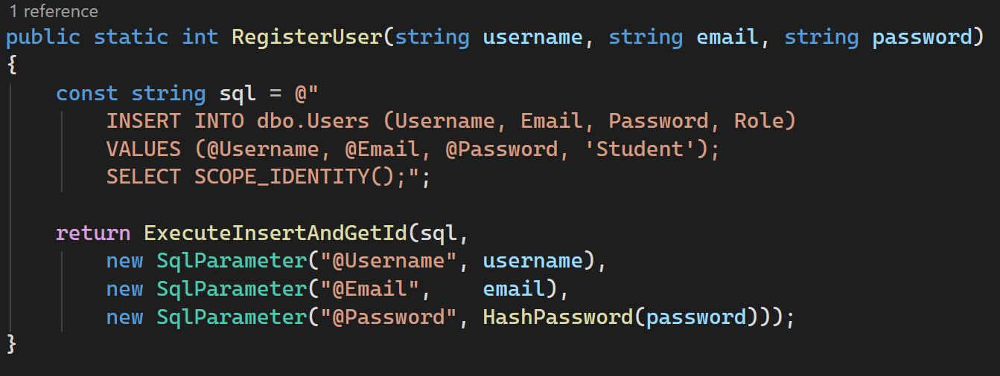 1 reference
public static int RegisterUser(string username, string email, string password)
{
    const string sql = @"
        INSERT INTO dbo.Users (Username, Email, Password, Role)
        VALUES (@Username, @Email, @Password, 'Student');
        SELECT SCOPE_IDENTITY();";

    return ExecuteInsertAndGetId(sql,
        new SqlParameter("@Username", username),
        new SqlParameter("@Email",    email),
        new SqlParameter("@Password", HashPassword(password)));
}